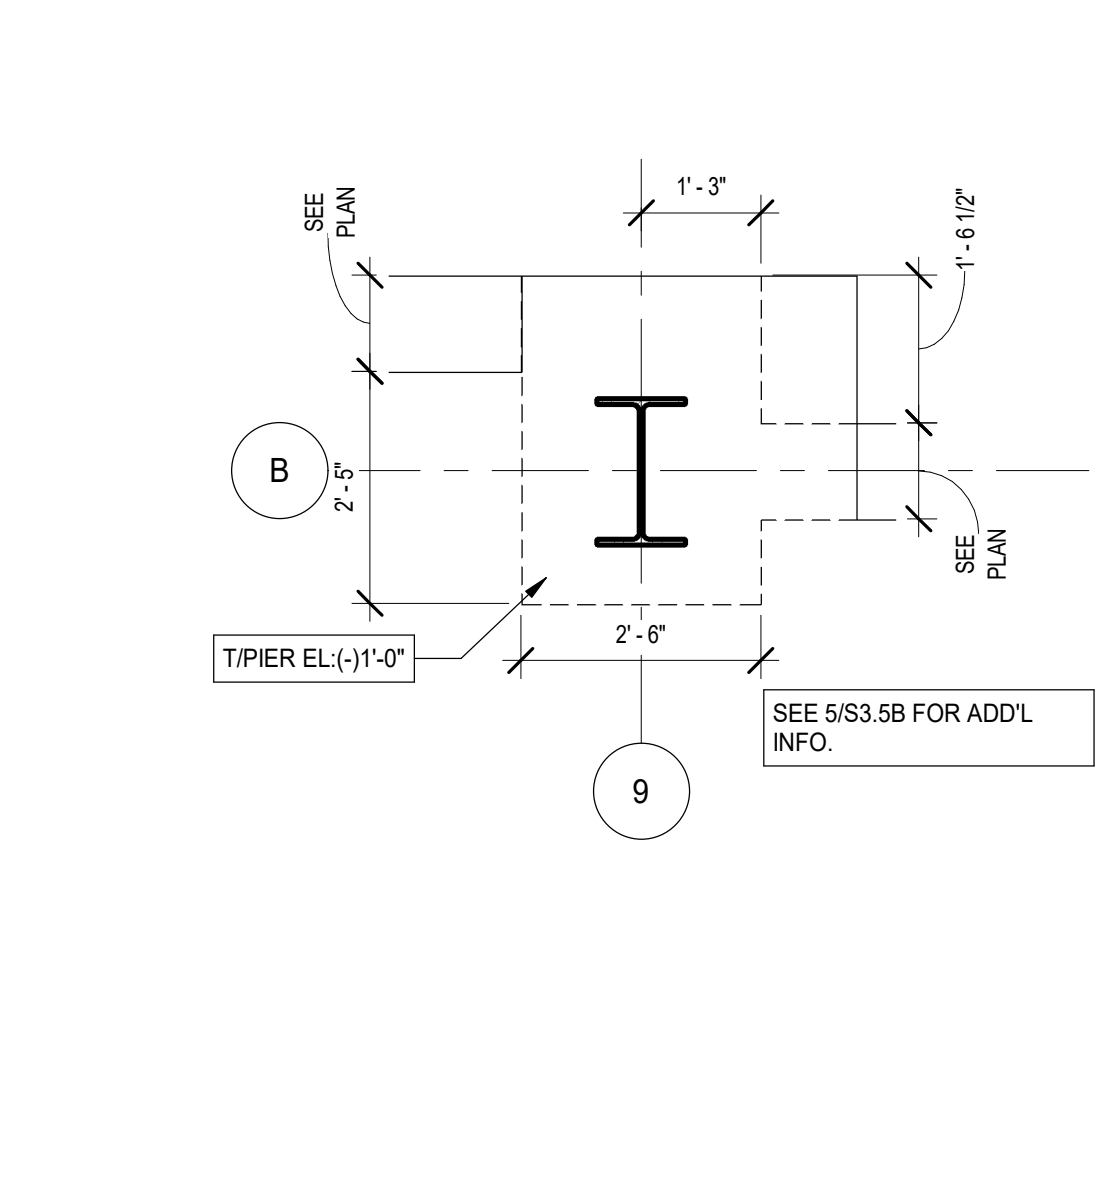 1' - 3"
SEE
PLAN
1' - 6 1/2"
B
2' - 5"
SEE
PLAN
2' - 6"
T/PIER EL:(-)1'-0"
SEE 5/S3.5B FOR ADD'L
INFO.
9